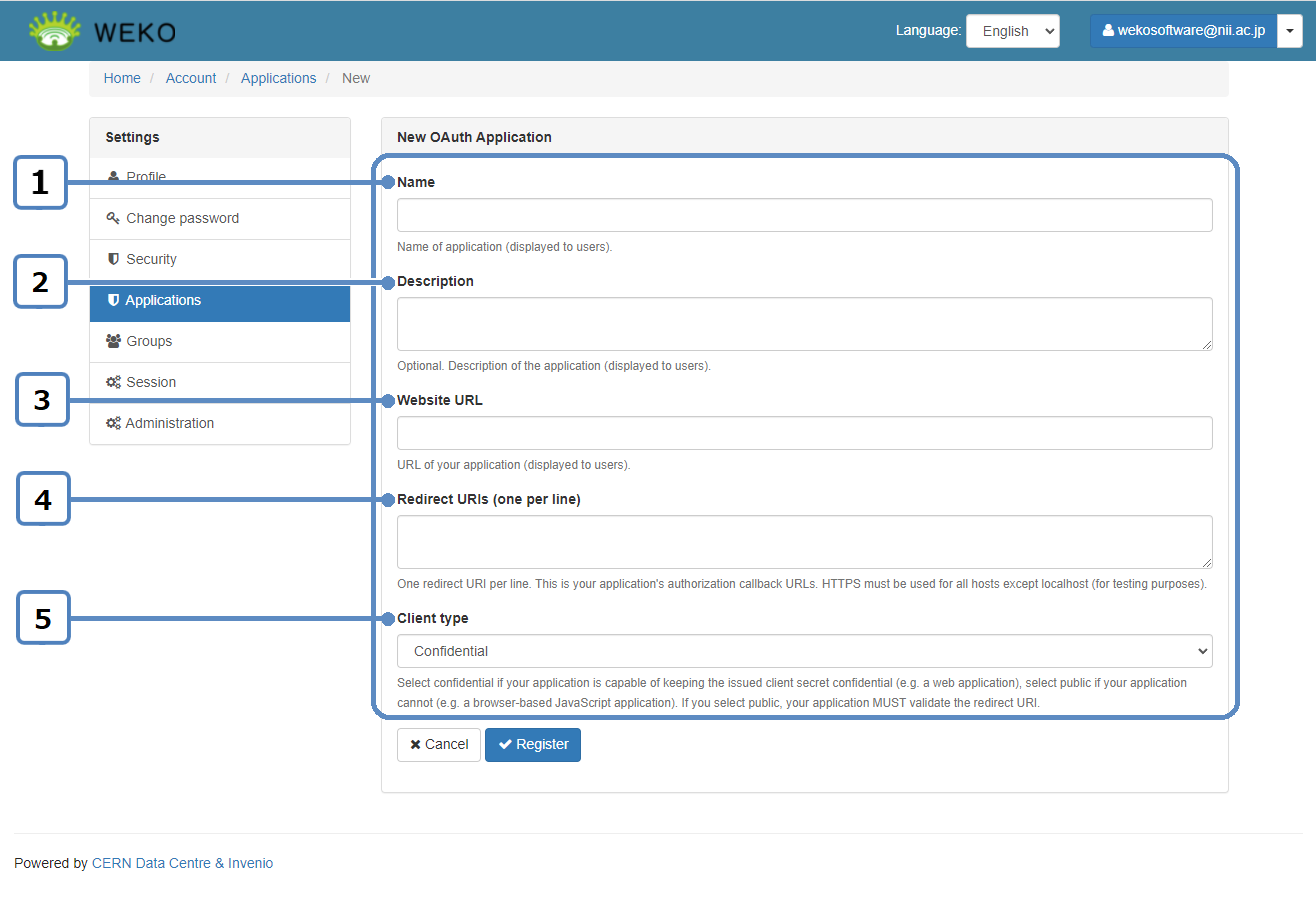 WEKO
Language: English wekosoftware@nii.ac.jp
Home / Account / Applications / New
Settings
Profile
Change password
Security
Applications
Groups
Session
Administration
New OAuth Application
1
Name
Name of application (displayed to users).
2
Description
Optional. Description of the application (displayed to users).
3
Website URL
URL of your application (displayed to users).
4
Redirect URIs (one per line)
One redirect URI per line. This is your application's authorization callback URLs. HTTPS must be used for all hosts except localhost (for testing purposes).
5
Client type
Confidential
Select confidential if your application is capable of keeping the issued client secret confidential (e.g. a web application), select public if your application
cannot (e.g. a browser-based JavaScript application). If you select public, your application MUST validate the redirect URI.
Cancel Register
Powered by CERN Data Centre & Invenio